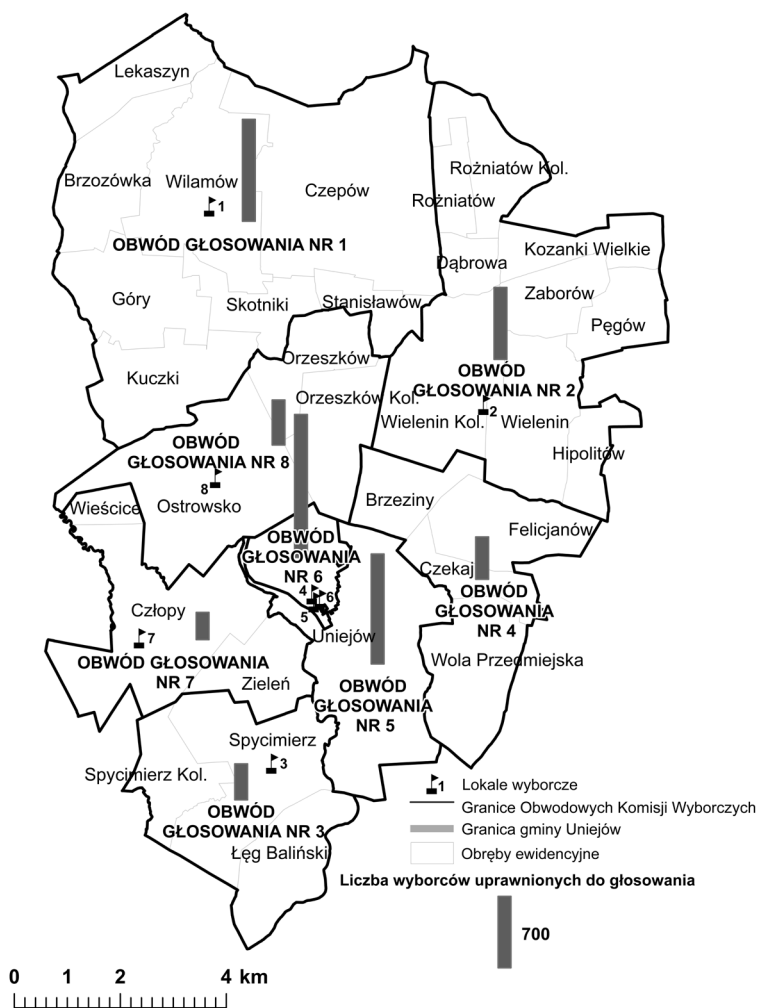 Lekaszyn
Brzozówka
Wilamów
Czepów
1
OBWÓD GŁOSOWANIA NR 1
Góry
Skotniki
Stanisławów
Kuczki
Rożniatów Kol.
Rożniatów
Dąbrowa
Kozanki Wielkie
Zaborów
Pęgów
OBWÓD
GŁOSOWANIA NR 2
2
Wielenin Kol.
Wielenin
Hipolitów
Orzeszków
Orzeszków Kol.
OBWÓD
GŁOSOWANIA NR 8
8
Ostrowsko
Wieścice
Brzeziny
Felicjanów
Czekaj
OBWÓD
GŁOSOWANIA
NR 4
Wola Przedmiejska
OBWÓD
GŁOSOWANIA
NR 6
4
6
5
Uniejów
OBWÓD
GŁOSOWANIA
NR 5
Człopy
7
OBWÓD GŁOSOWANIA
NR 7
Zieleń
Spycimierz
3
Spycimierz Kol.
OBWÓD
GŁOSOWANIA NR 3
Łęg Baliński
1 Lokale wyborcze
Granice Obwodowych Komisji Wyborczych
Granica gminy Uniejów
Obręby ewidencyjne
Liczba wyborców uprawnionych do głosowania
700
0 1 2 4 km